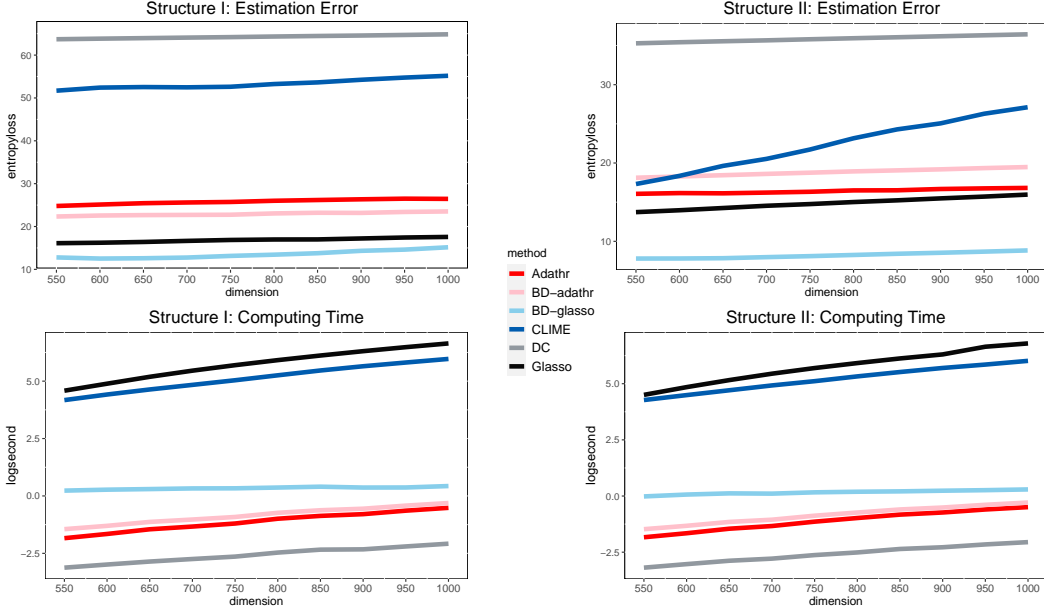 Structure I: Estimation Error
entropyloss
60
50
40
30
20
10
550 600 650 700 750 800 850 900 950 1000
dimension
Structure II: Estimation Error
entropyloss
30
20
10
550 600 650 700 750 800 850 900 950 1000
dimension
method
Adathr
BD−adathr
BD−glasso
CLIME
DC
Glasso
Structure I: Computing Time
logsecond
5.0
2.5
0.0
−2.5
550 600 650 700 750 800 850 900 950 1000
dimension
Structure II: Computing Time
logsecond
5.0
2.5
0.0
−2.5
550 600 650 700 750 800 850 900 950 1000
dimension